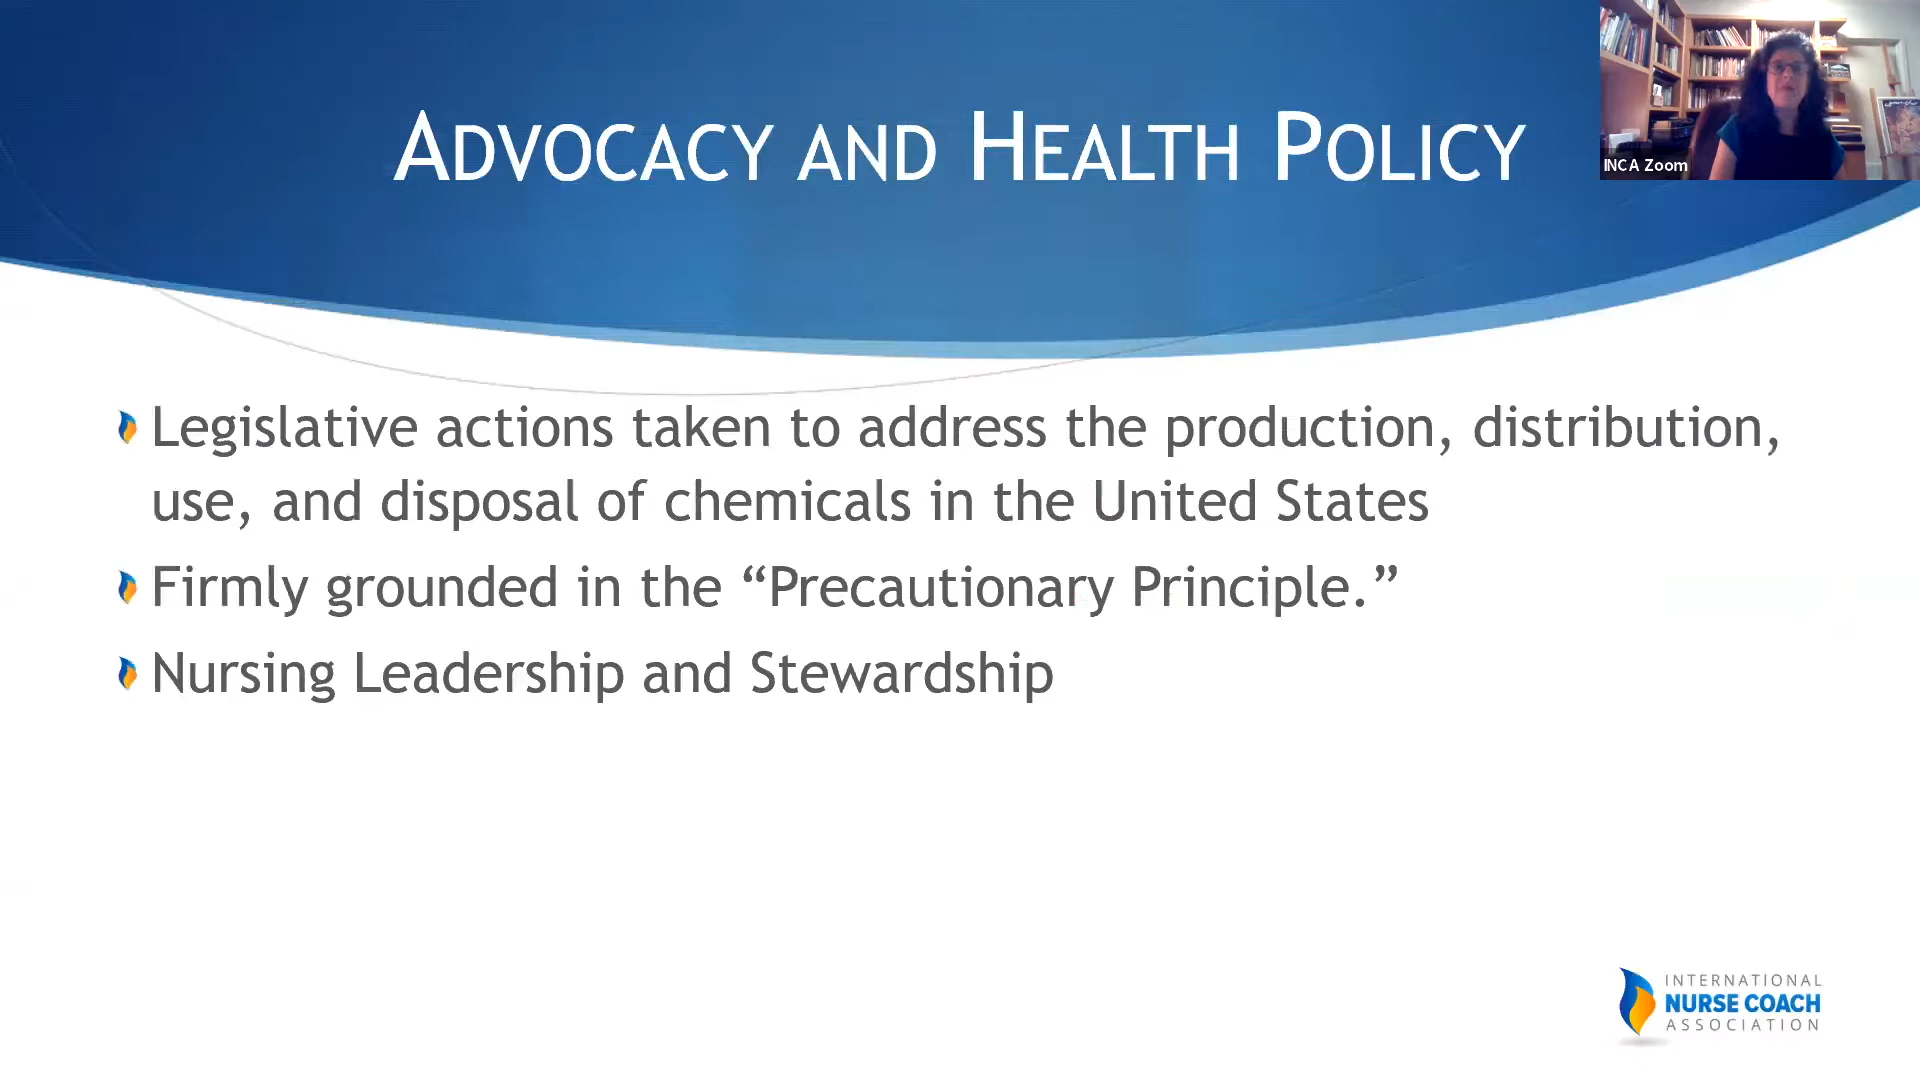 ADVOCACY AND HEALTH POLICY
INCA Zoom
Legislative actions taken to address the production, distribution,
use, and disposal of chemicals in the United States
Firmly grounded in the “Precautionary Principle.”
Nursing Leadership and Stewardship
INTERNATIONAL
NURSE COACH
ASSOCIATION